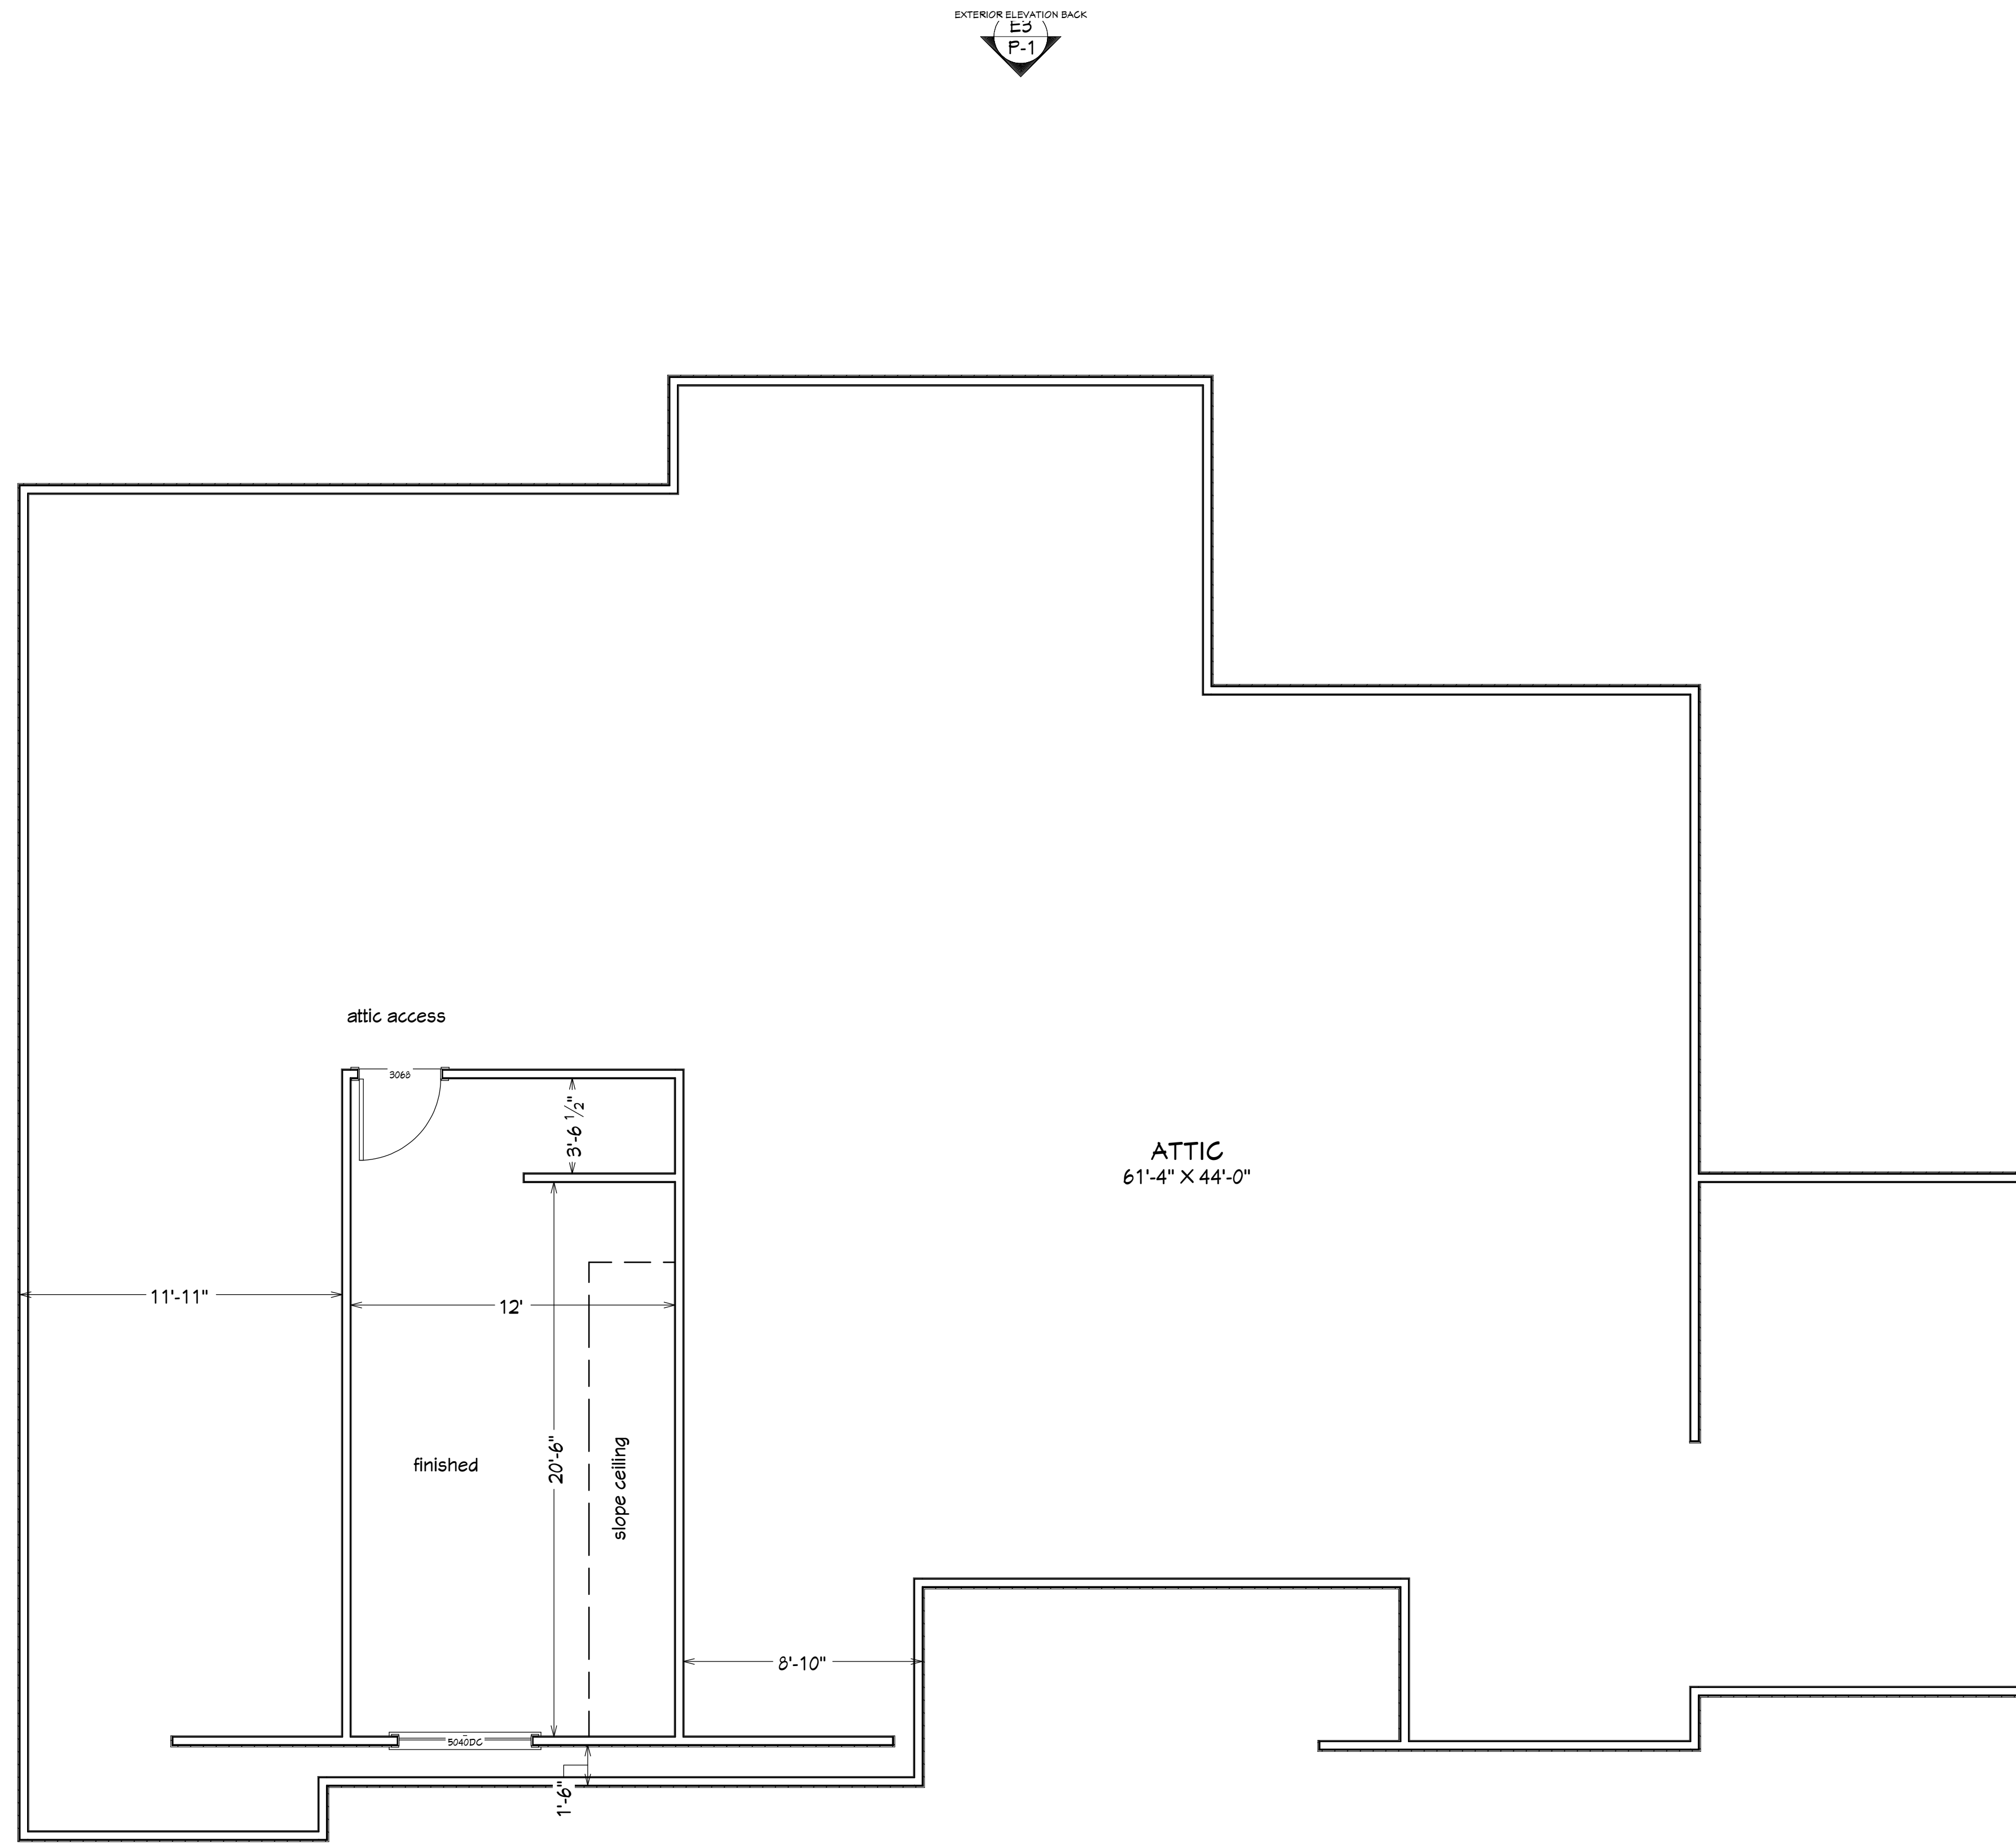 EXTERIOR ELEVATION BACK
E3
P-1
attic access
3068
3'-6 ½"
ATTIC
61'-4" X 44'-0"
11'-11"
12'
20'-6"
finished
slope ceiling
8'-10"
5040DC
1'-6"